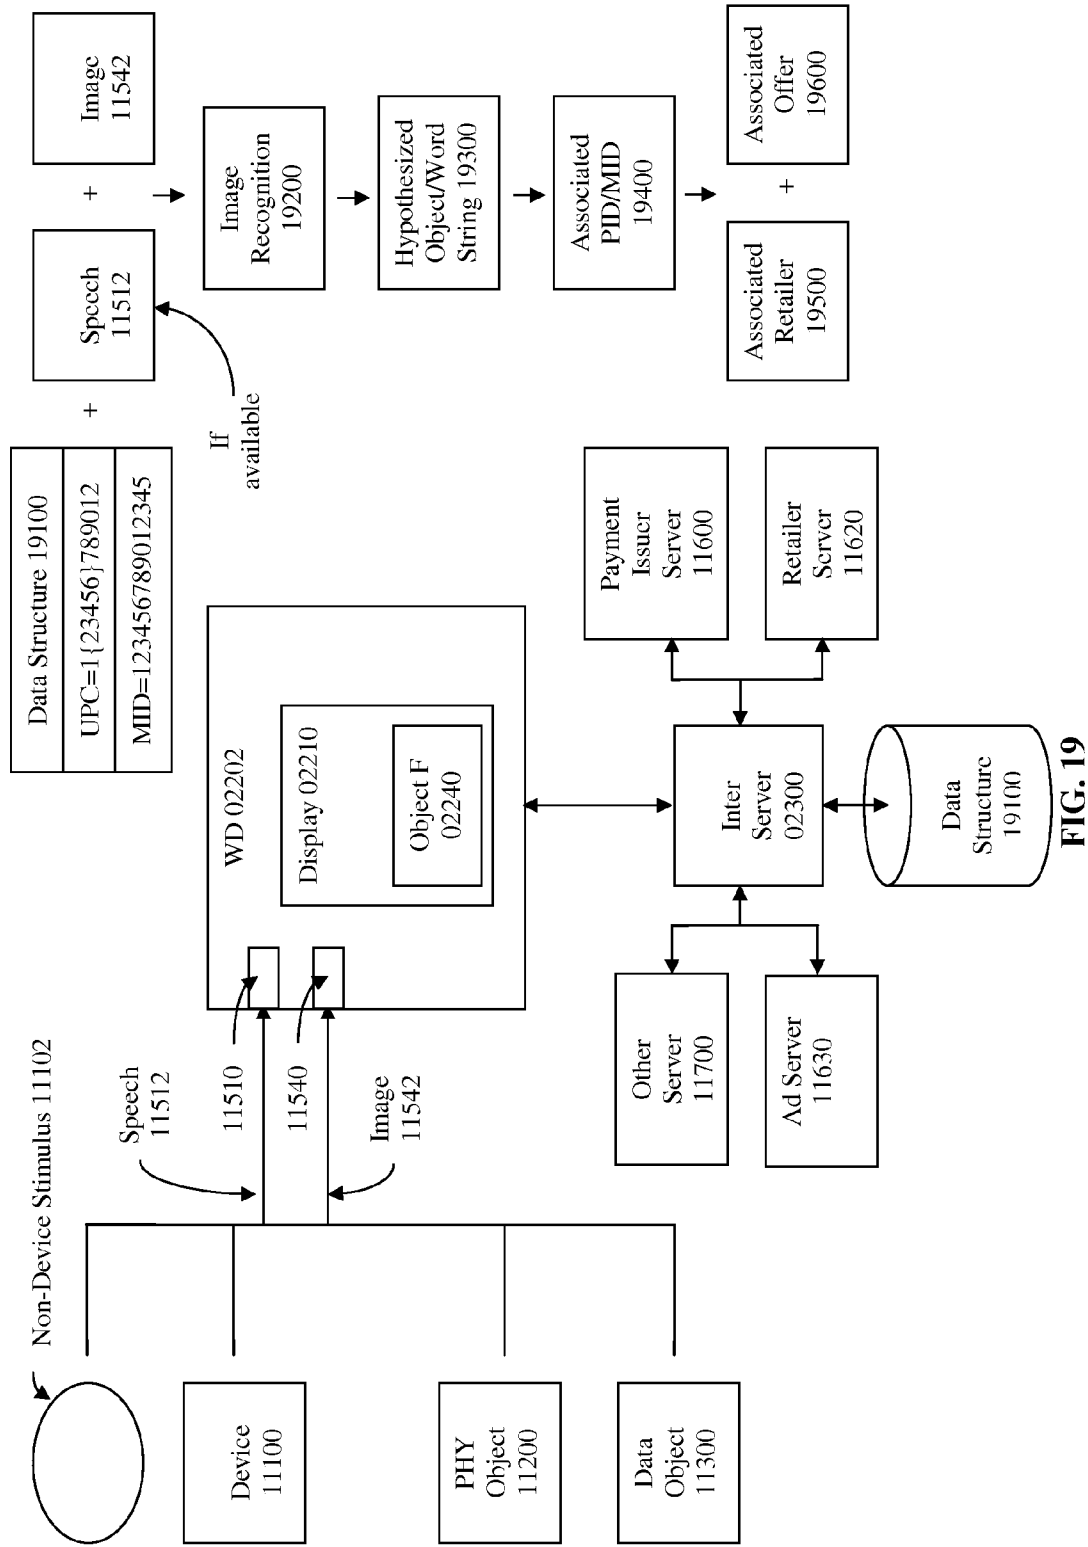 Non-Device Stimulus 11102
Device
11100
PHY
Object
11200
Data
Object
11300
Speech
11512
11510
11540
Image
11542
WD 02202
Display 02210
Object F
02240
Other
Server
11700
Ad Server
11630
Inter
Server
02300
Data
Structure
19100
Payment
Issuer
Server
11600
Retailer
Server
11620
Data Structure 19100
UPC=1{23456}789012
MID=123456789012345
+
Speech
11512
+
Image
11542
If
available
Image
Recognition
19200
Hypothesized
Object/Word
String 19300
Associated
PID/MID
19400
Associated
Retailer
19500
+
Associated
Offer
19600
FIG. 19